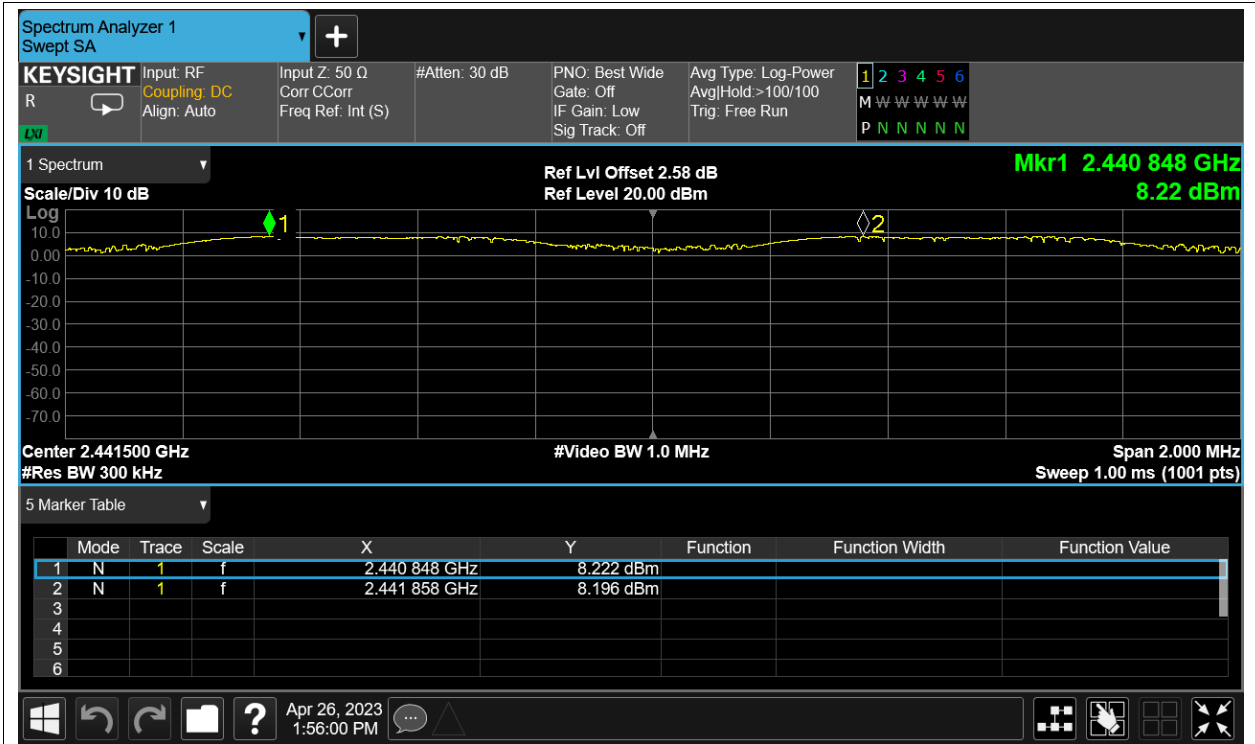 Spectrum Analyzer 1
Swept SA
KEYSIGHT Input: RF Input Z: 50 Ω #Atten: 30 dB PNO: Best Wide Avg Type: Log-Power 1 2 3 4 5 6
R Coupling: DC Corr CCorr Gate: Off Avg|Hold:>100/100 M W W W W W
Align: Auto Freq Ref: Int (S) IF Gain: Low Trig: Free Run
LXI Sig Track: Off P N N N N N
1 Spectrum Ref Lvl Offset 2.58 dB Mkr1 2.440 848 GHz
Scale/Div 10 dB Ref Level 20.00 dBm 8.22 dBm
Log
1 2
10.0
0.00
-10.0
-20.0
-30.0
-40.0
-50.0
-60.0
-70.0
Center 2.441500 GHz #Video BW 1.0 MHz Span 2.000 MHz
#Res BW 300 kHz Sweep 1.00 ms (1001 pts)
5 Marker Table
Mode Trace Scale X Y Function Function Width Function Value
1 N 1 f 2.440 848 GHz 8.222 dBm
2 N 1 f 2.441 858 GHz 8.196 dBm
3
4
5
6
? Apr 26, 2023
1:56:00 PM